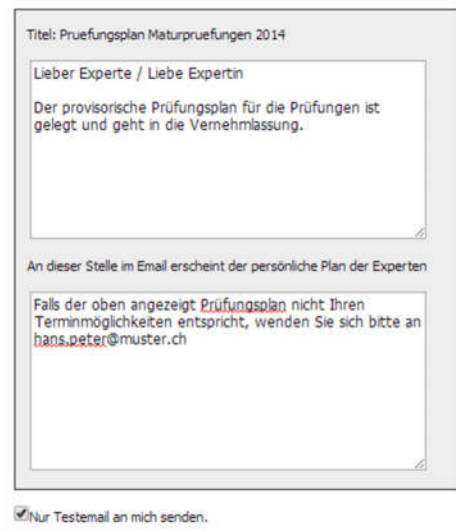 Titel: Pruefungsplan Maturpruefungen 2014
Lieber Experte / Liebe Expertin
Der provisorische Prüfungsplan für die Prüfungen ist
gelegt und geht in die Vernehmlassung.
An dieser Stelle im Email erscheint der persönliche Plan der Experten
Falls der oben angezeigt Prüfungsplan nicht Ihren
Terminmöglichkeiten entspricht, wenden Sie sich bitte an
hans.peter@muster.ch
Nur Testemail an mich senden.